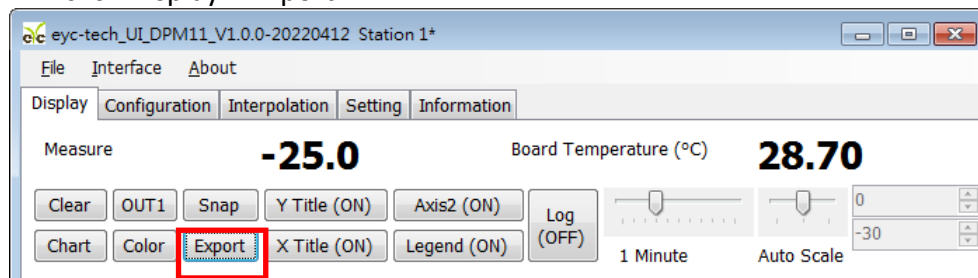 eyc-tech_UI_DPM11_V1.0.0-20220412 Station 1*
File Interface About
Display Configuration Interpolation Setting Information
Measure -25.0 Board Temperature (°C) 28.70
Clear OUT1 Snap Y Title (ON) Axis2 (ON) Log (OFF) 0
Chart Color Export X Title (ON) Legend (ON) 1 Minute Auto Scale -30